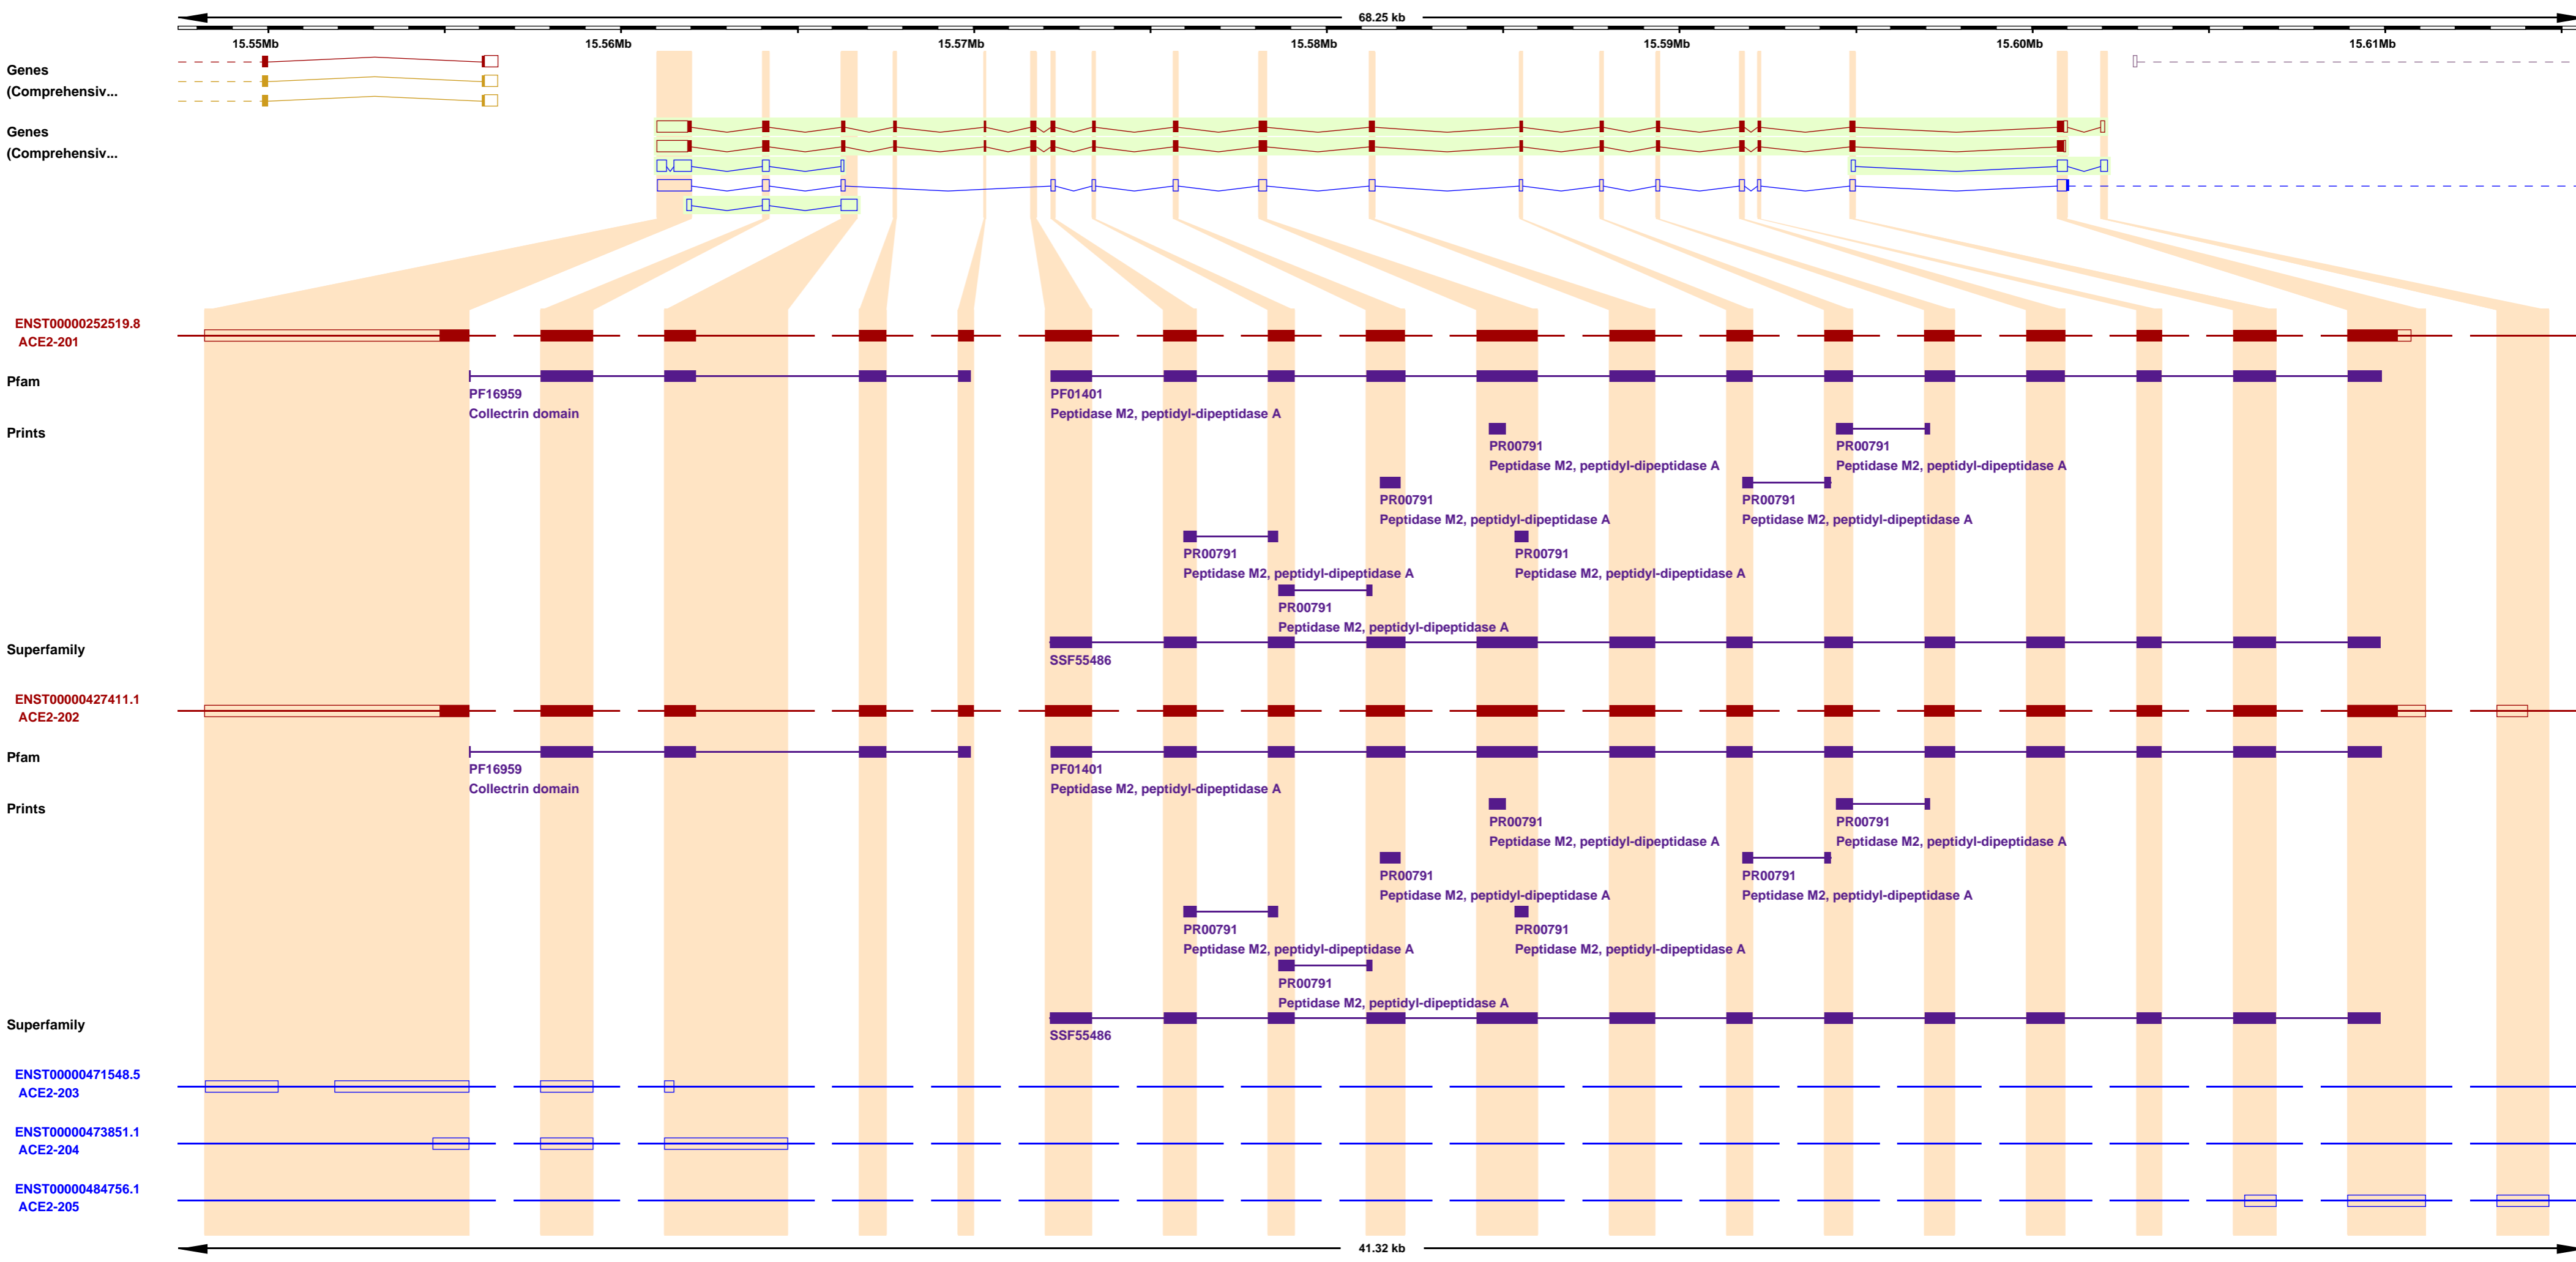 68.25 kb
15.55Mb 15.56Mb 15.57Mb 15.58Mb 15.59Mb 15.60Mb 15.61Mb
Genes
(Comprehensiv...
Genes
(Comprehensiv...
ENST00000252519.8
ACE2-201
Pfam
PF16959 PF01401
Collectrin domain Peptidase M2, peptidyl-dipeptidase A
Prints
PR00791 PR00791
Peptidase M2, peptidyl-dipeptidase A Peptidase M2, peptidyl-dipeptidase A
PR00791 PR00791
Peptidase M2, peptidyl-dipeptidase A Peptidase M2, peptidyl-dipeptidase A
PR00791 PR00791
Peptidase M2, peptidyl-dipeptidase A Peptidase M2, peptidyl-dipeptidase A
PR00791
Peptidase M2, peptidyl-dipeptidase A
Superfamily
SSF55486
ENST00000427411.1
ACE2-202
Pfam
PF16959 PF01401
Collectrin domain Peptidase M2, peptidyl-dipeptidase A
Prints
PR00791 PR00791
Peptidase M2, peptidyl-dipeptidase A Peptidase M2, peptidyl-dipeptidase A
PR00791 PR00791
Peptidase M2, peptidyl-dipeptidase A Peptidase M2, peptidyl-dipeptidase A
PR00791 PR00791
Peptidase M2, peptidyl-dipeptidase A Peptidase M2, peptidyl-dipeptidase A
PR00791
Peptidase M2, peptidyl-dipeptidase A
Superfamily
SSF55486
ENST00000471548.5
ACE2-203
ENST00000473851.1
ACE2-204
ENST00000484756.1
ACE2-205
41.32 kb